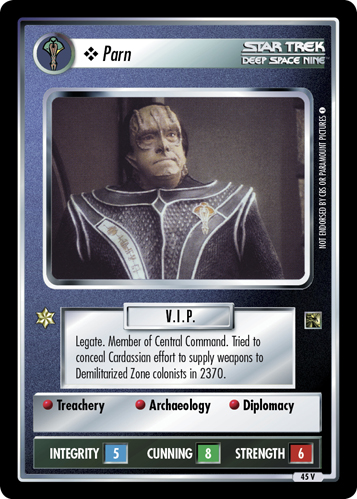 ❖ Parn
STAR TREK
DEEP SPACE NINE™
NOT ENDORSED BY CBS OR PARAMOUNT PICTURES
V.I.P.
Legate. Member of Central Command. Tried to
conceal Cardassian effort to supply weapons to
Demilitarized Zone colonists in 2370.
Treachery Archaeology Diplomacy
INTEGRITY 5 CUNNING 8 STRENGTH 6
45 V